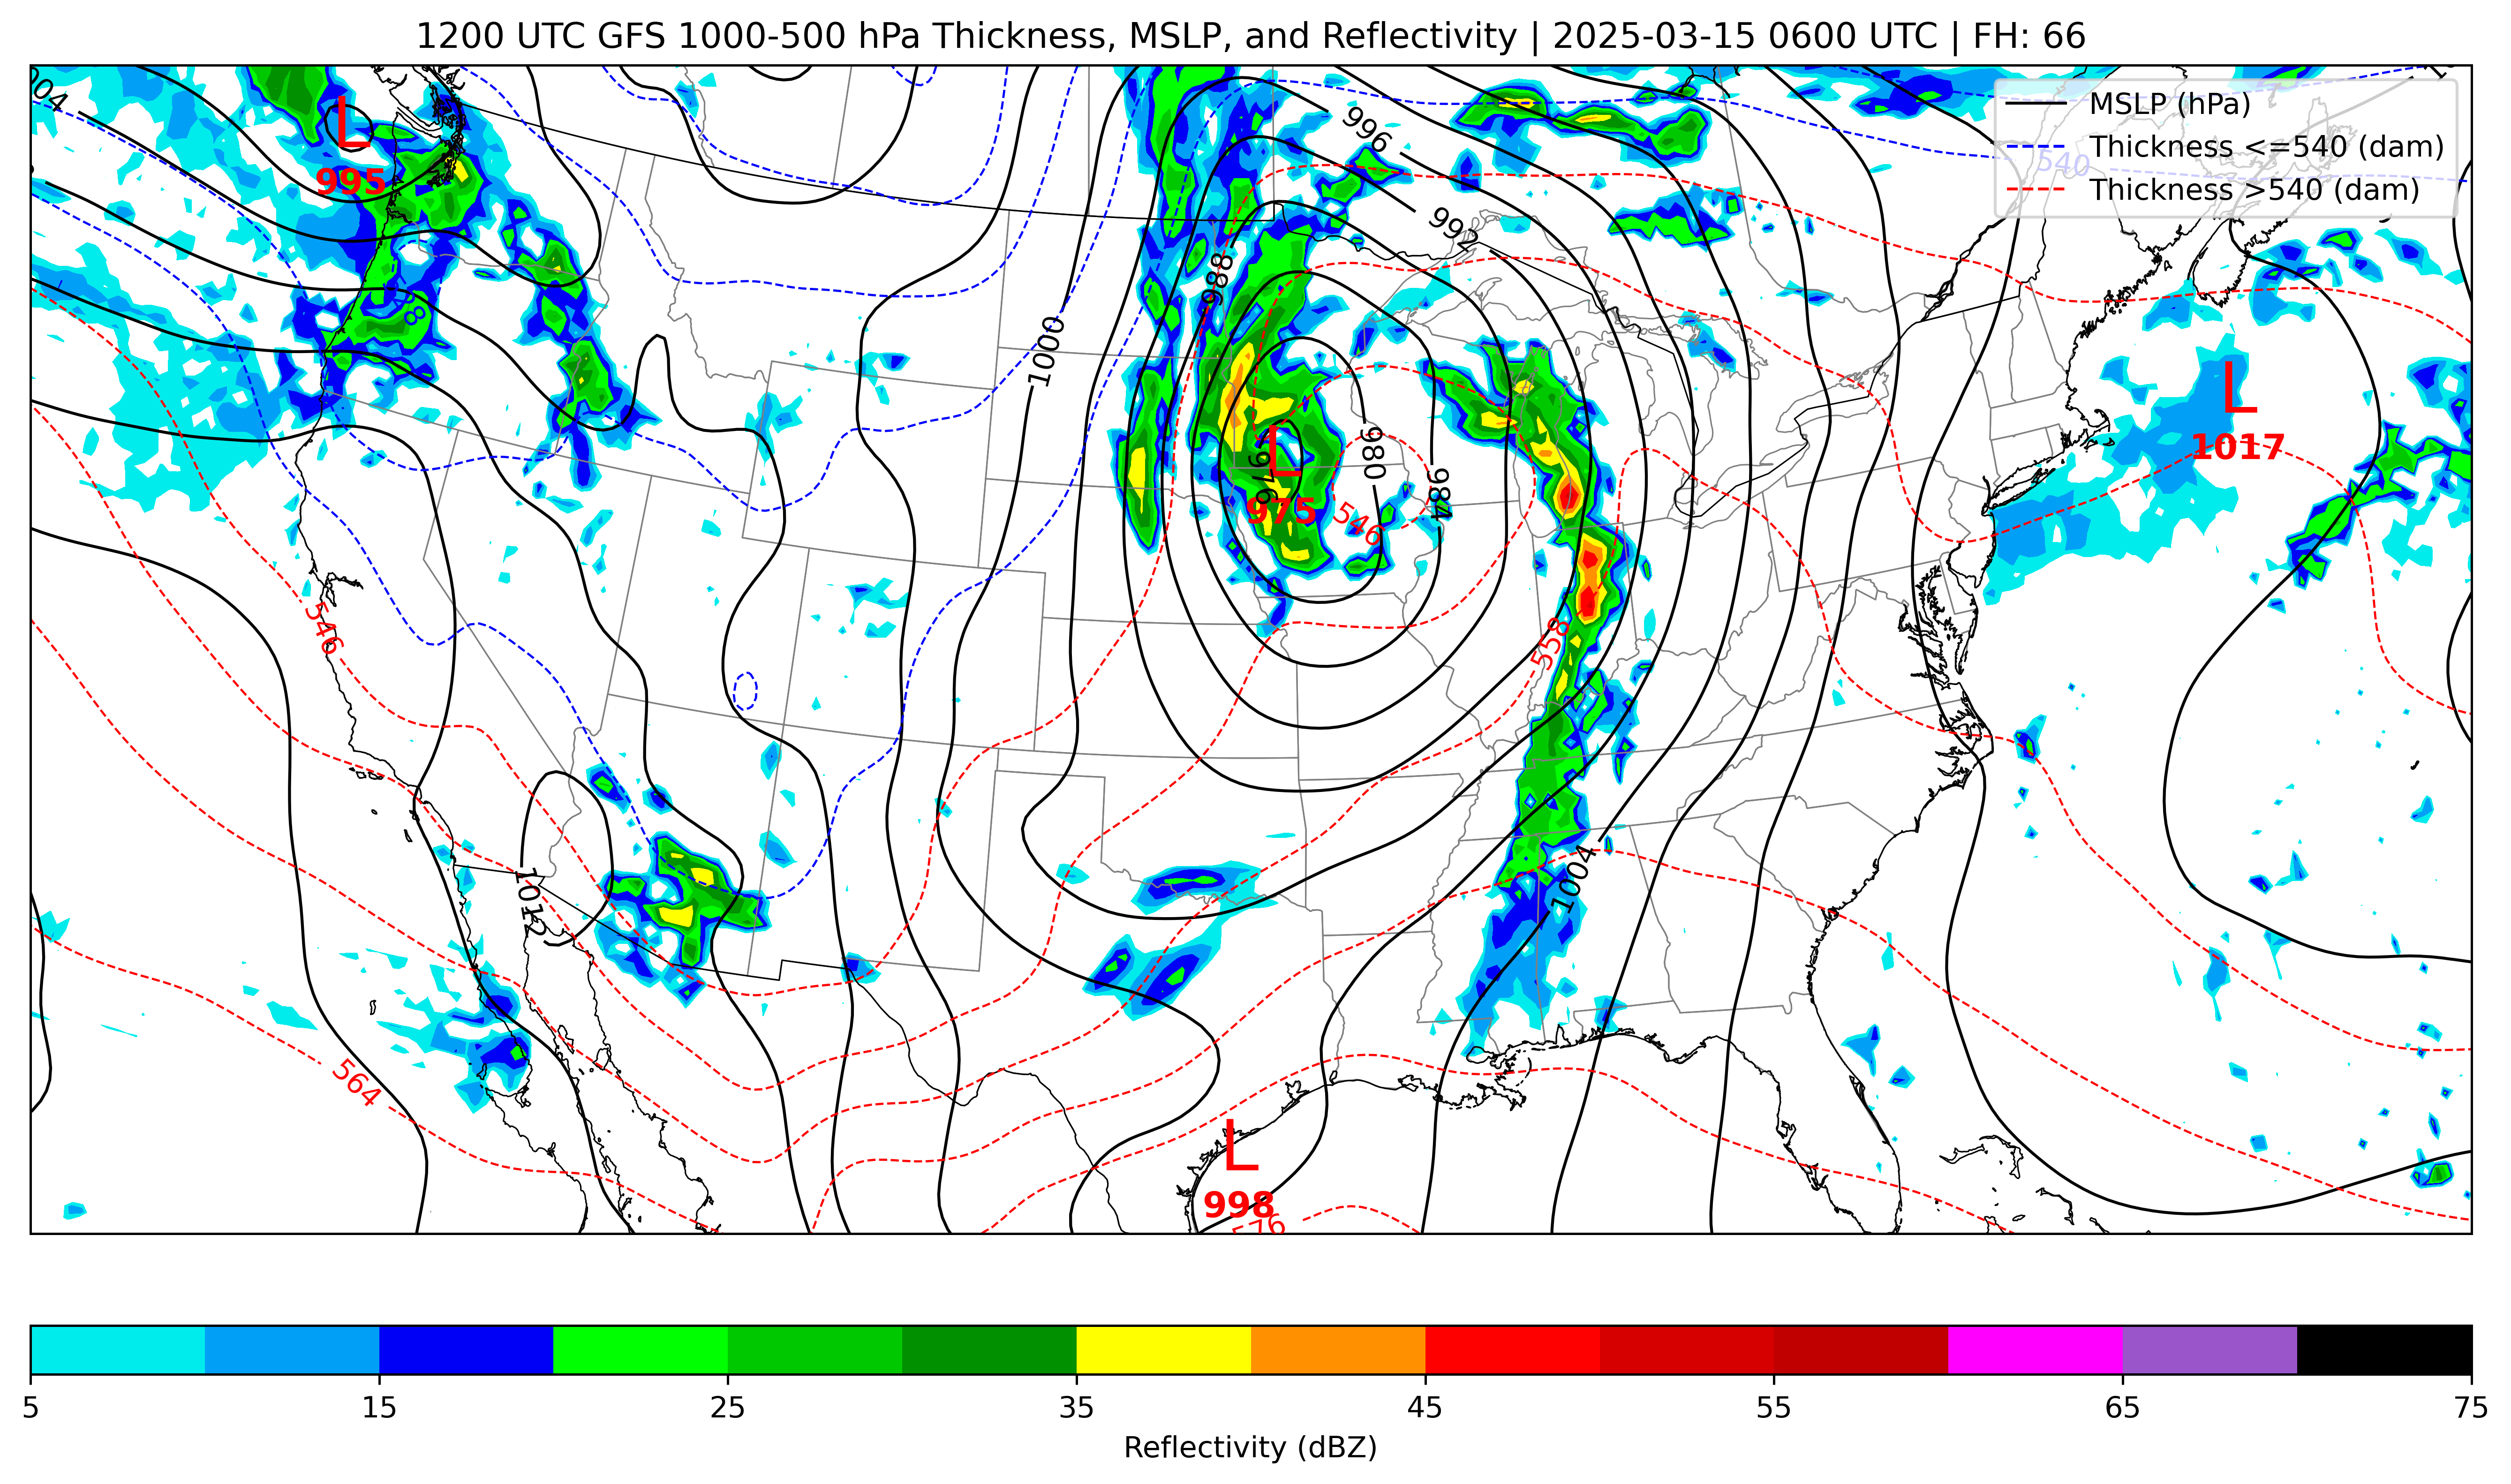 1200 UTC GFS 1000-500 hPa Thickness, MSLP, and Reflectivity | 2025-03-15 0600 UTC | FH: 66
MSLP (hPa)
Thickness <=540 (dam)
Thickness >540 (dam)
540
L
995
996
992
988
1000
980
984
976
L
975
546
L
1017
558
546
1012
1004
564
L
998
576
5 15 25 35 45 55 65 75
Reflectivity (dBZ)